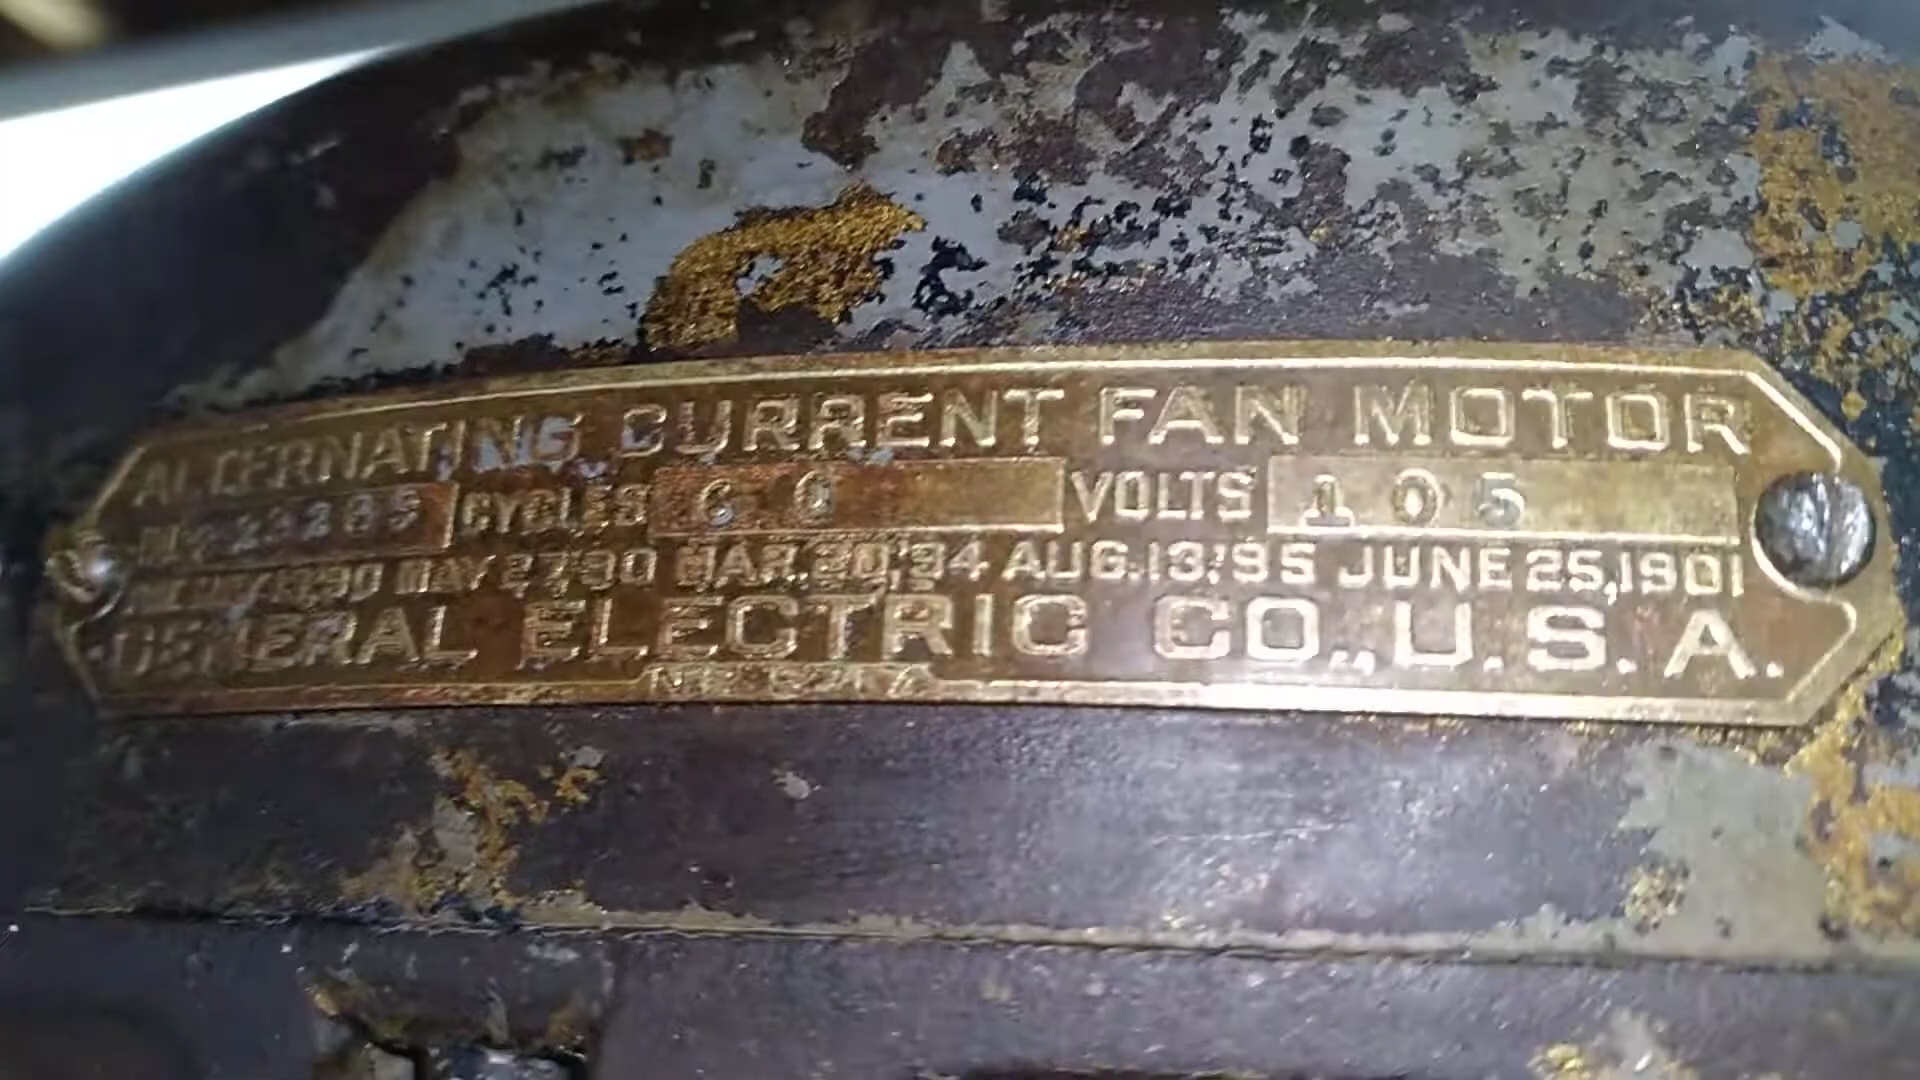 ALTERNATING CURRENT FAN MOTOR
CYCLES 60 VOLTS 105
MAY 27,'90 MAR.20,'94 AUG.13,'95 JUNE 25,1901
GENERAL ELECTRIC CO., U.S.A.